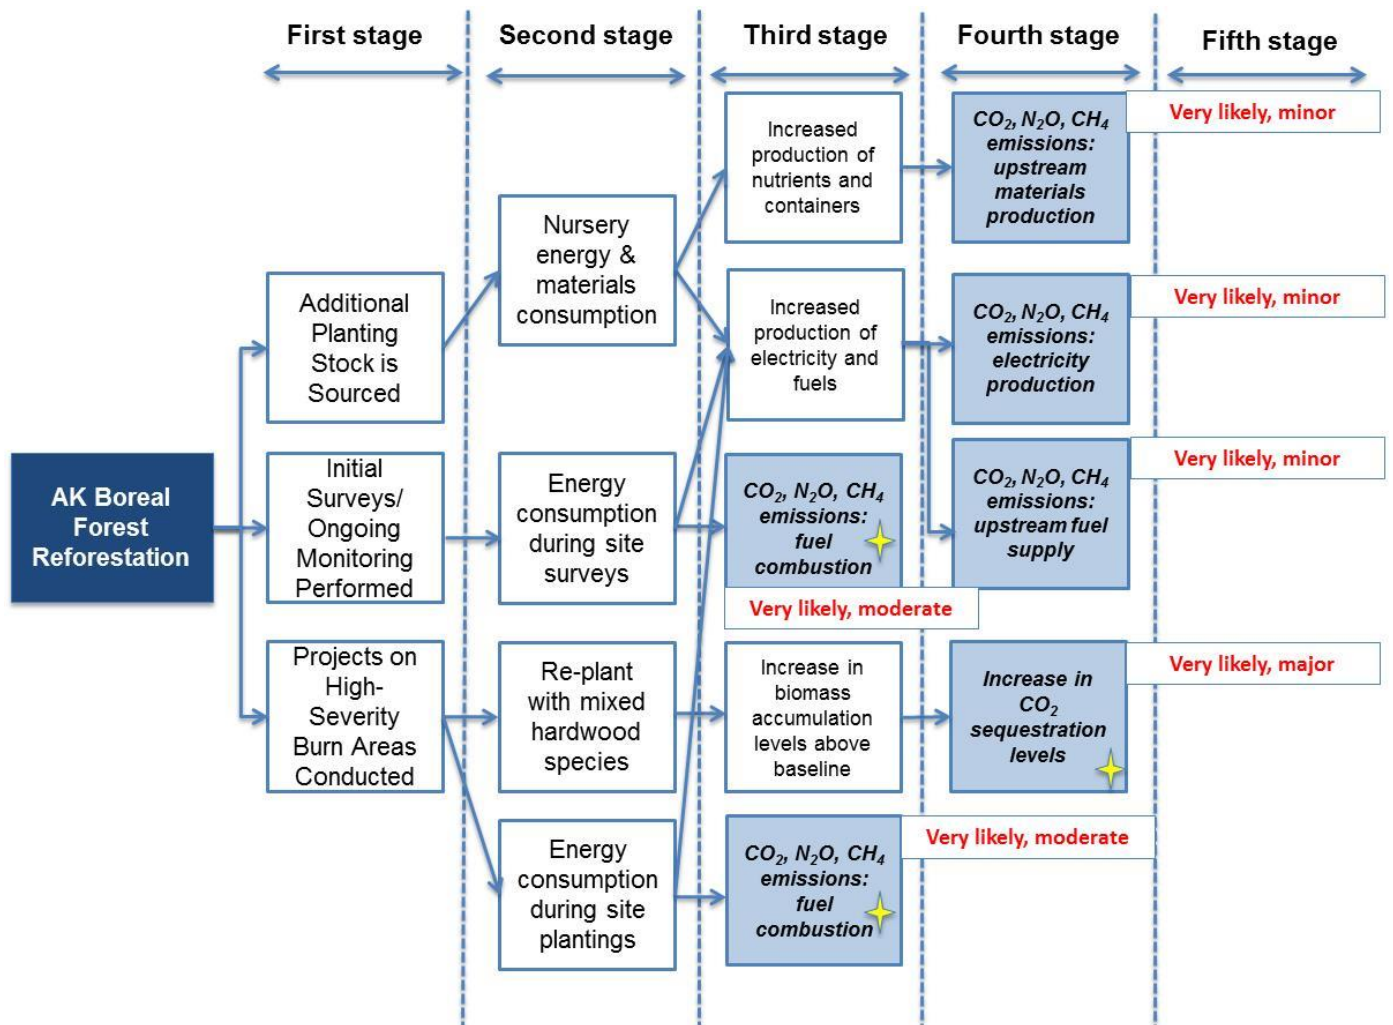 First stage
Second stage
Third stage
Fourth stage
Fifth stage
AK Boreal
Forest
Reforestation
Additional
Planting
Stock is
Sourced
Initial
Surveys/
Ongoing
Monitoring
Performed
Projects on
High-
Severity
Burn Areas
Conducted
Nursery
energy &
materials
consumption
Energy
consumption
during site
surveys
Re-plant
with mixed
hardwood
species
Energy
consumption
during site
plantings
Increased
production of
nutrients and
containers
Increased
production of
electricity and
fuels
CO₂, N₂O, CH₄
emissions:
fuel
combustion
Very likely, moderate
Increase in
biomass
accumulation
levels above
baseline
CO₂, N₂O, CH₄
emissions:
fuel
combustion
Very likely, moderate
CO₂, N₂O, CH₄
emissions:
upstream
materials
production
Very likely, minor
CO₂, N₂O, CH₄
emissions:
electricity
production
Very likely, minor
CO₂, N₂O, CH₄
emissions:
upstream fuel
supply
Very likely, minor
Increase in
CO₂
sequestration
levels
Very likely, major